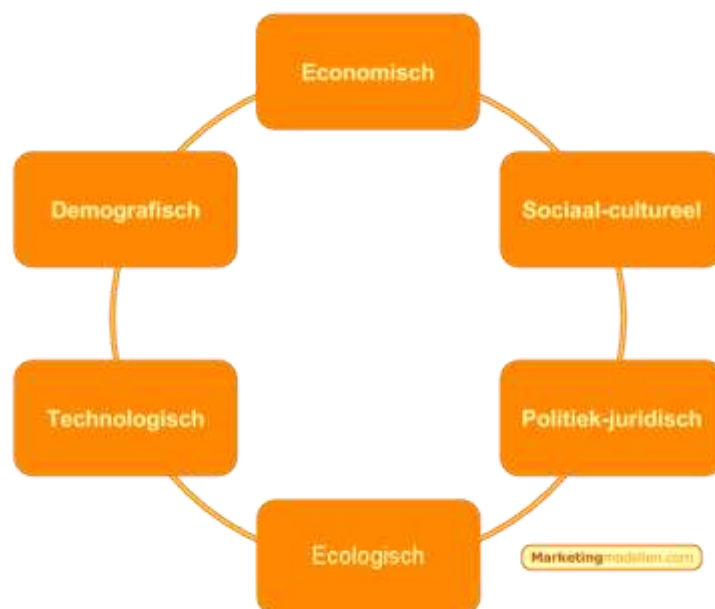 Economisch
Demografisch
Sociaal-cultureel
Technologisch
Politiek-juridisch
Ecologisch
Marketingmodellen.com